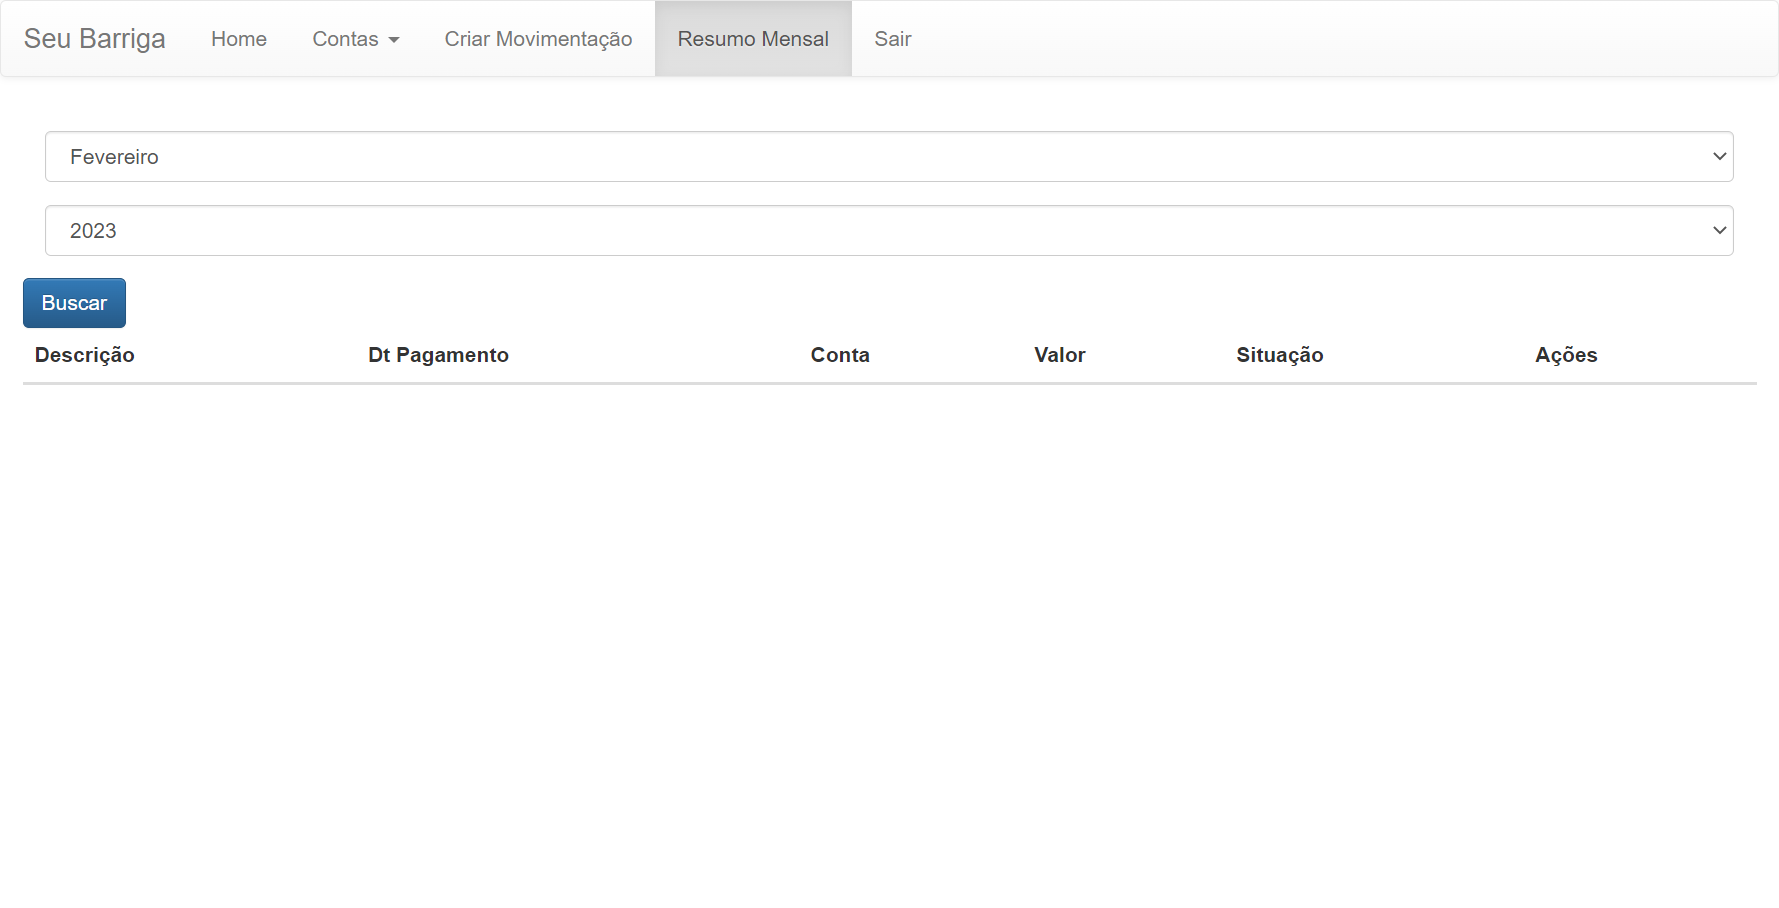 Seu Barriga Home Contas Criar Movimentação Resumo Mensal Sair
Fevereiro
2023
Buscar
Descrição Dt Pagamento Conta Valor Situação Ações